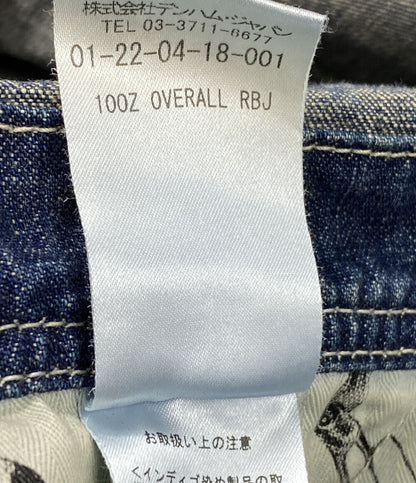 株式会社デンハム・ジャパン
TEL 03-3711-6677
01-22-04-18-001
10OZ OVERALL RBJ
お取扱い上の注意
<インディゴ染め製品の取